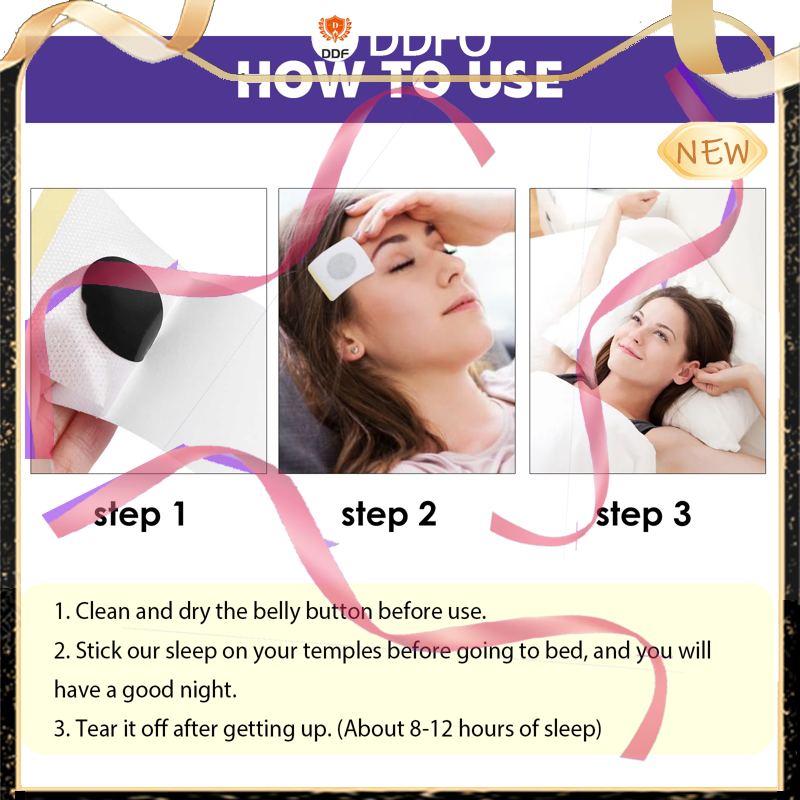 DDF
HOW TO USE
NEW
step 1
step 2
step 3
1. Clean and dry the belly button before use.
2. Stick our sleep on your temples before going to bed, and you will
have a good night.
3. Tear it off after getting up. (About 8-12 hours of sleep)